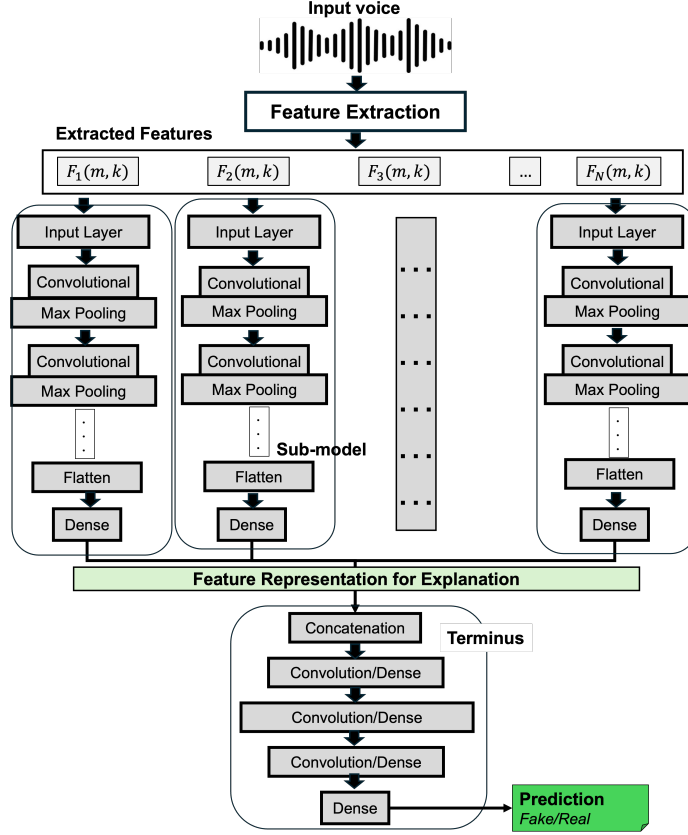 Input voice
Feature Extraction
Extracted Features
F₁(m, k)
F₂(m, k)
F₃(m, k)
...
F_N(m, k)
Input Layer
Convolutional
Max Pooling
Convolutional
Max Pooling
.
.
.
Flatten
Dense
Input Layer
Convolutional
Max Pooling
Convolutional
Max Pooling
.
.
.
Sub-model
Flatten
Dense
...
...
...
...
...
...
Input Layer
Convolutional
Max Pooling
Convolutional
Max Pooling
.
.
.
Flatten
Dense
Feature Representation for Explanation
Concatenation
Terminus
Convolution/Dense
Convolution/Dense
Convolution/Dense
Dense
Prediction
Fake/Real